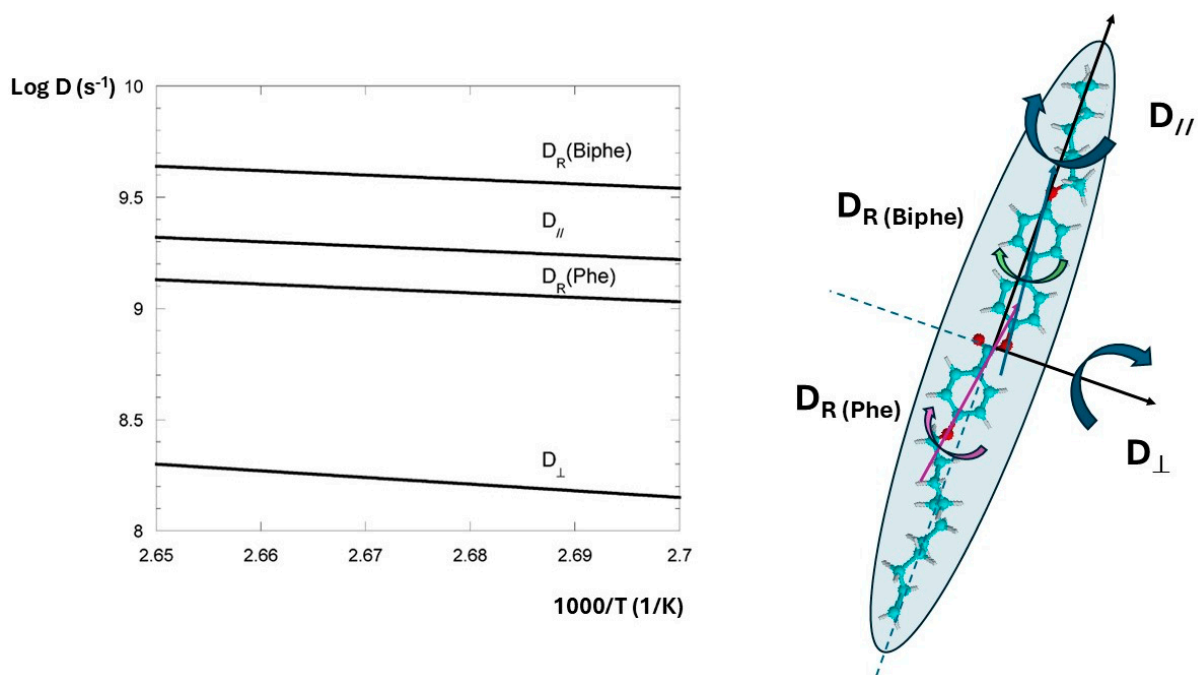 Log D (s⁻¹)
10
9.5
9
8.5
8
D_R(Biphe)
D_//
D_R(Phe)
D_⊥
2.65 2.66 2.67 2.68 2.69 2.7
1000/T (1/K)
D_//
D_R (Biphe)
D_R (Phe)
D_⊥